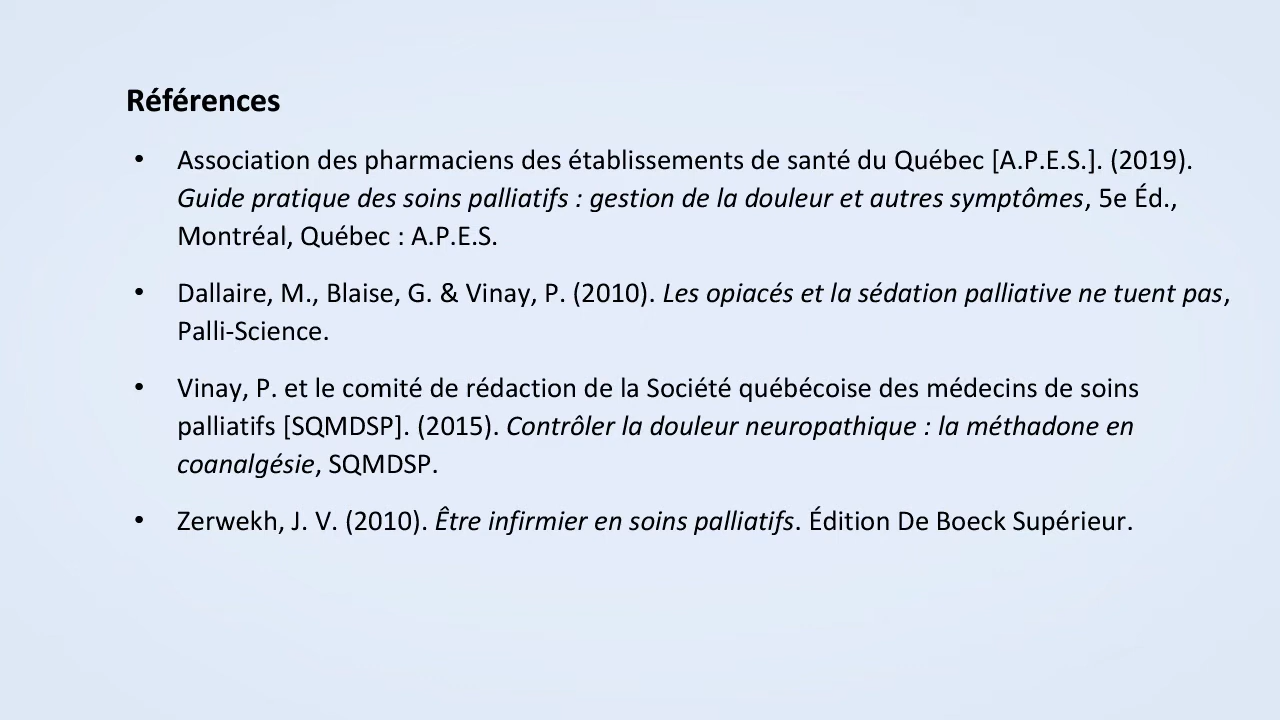 Références
• Association des pharmaciens des établissements de santé du Québec [A.P.E.S.]. (2019).
Guide pratique des soins palliatifs : gestion de la douleur et autres symptômes, 5e Éd.,
Montréal, Québec : A.P.E.S.
• Dallaire, M., Blaise, G. & Vinay, P. (2010). Les opiacés et la sédation palliative ne tuent pas,
Palli-Science.
• Vinay, P. et le comité de rédaction de la Société québécoise des médecins de soins
palliatifs [SQMDSP]. (2015). Contrôler la douleur neuropathique : la méthadone en
coanalgésie, SQMDSP.
• Zerwekh, J. V. (2010). Être infirmier en soins palliatifs. Édition De Boeck Supérieur.